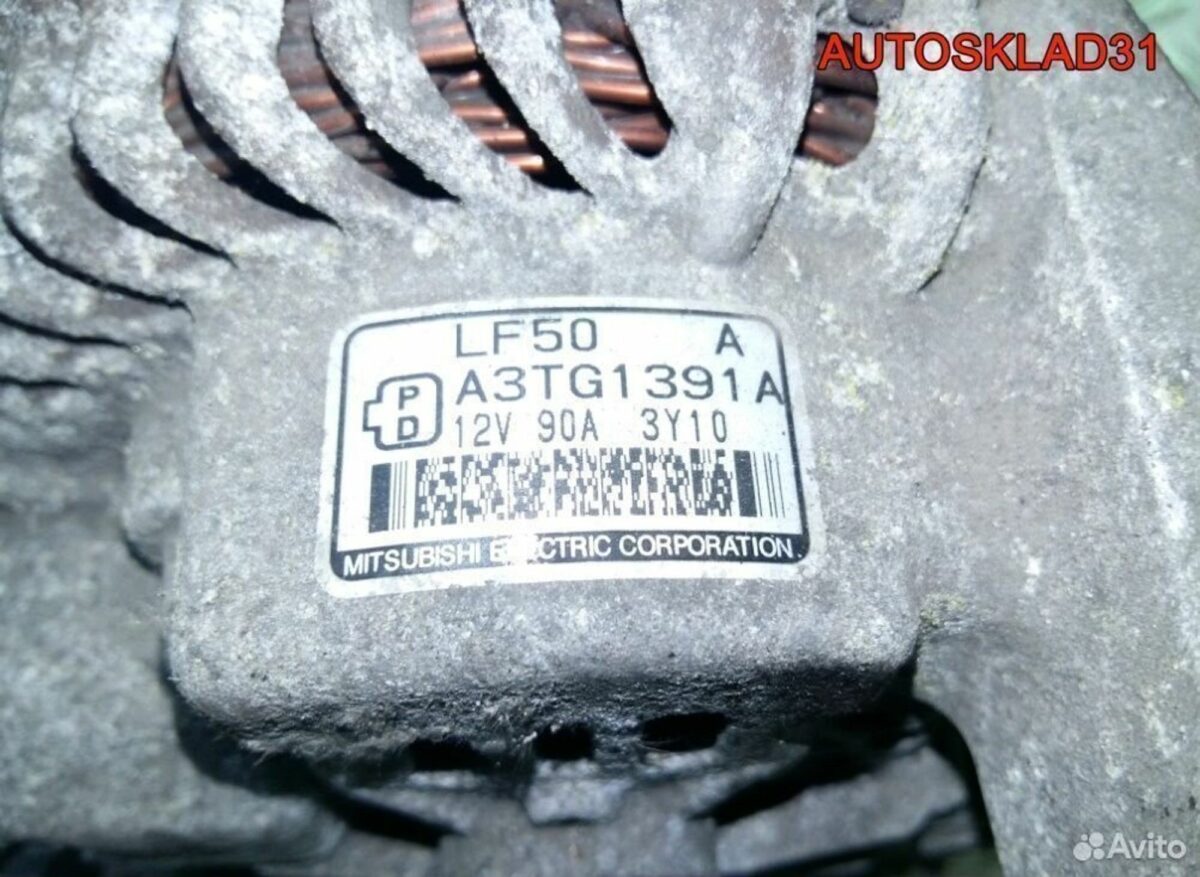 AUTOSKLAD31
LF50 A
PD A3TG1391A
12V 90A 3Y10
MITSUBISHI ELECTRIC CORPORATION
Avito